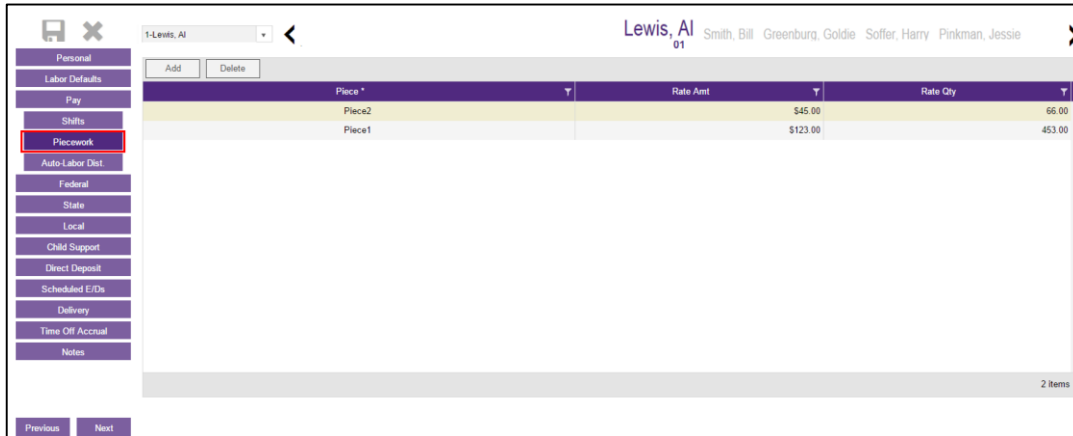 1-Lewis, Al
Lewis, Al Smith, Bill Greenburg, Goldie Soffer, Harry Pinkman, Jessie
01
Personal
Labor Defaults
Pay
Shifts
Piecework
Auto-Labor Dist.
Federal
State
Local
Child Support
Direct Deposit
Scheduled E/Ds
Delivery
Time Off Accrual
Notes
Previous Next
Add Delete
Piece * Rate Amt Rate Qty
Piece2 $45.00 66.00
Piece1 $123.00 453.00
2 items